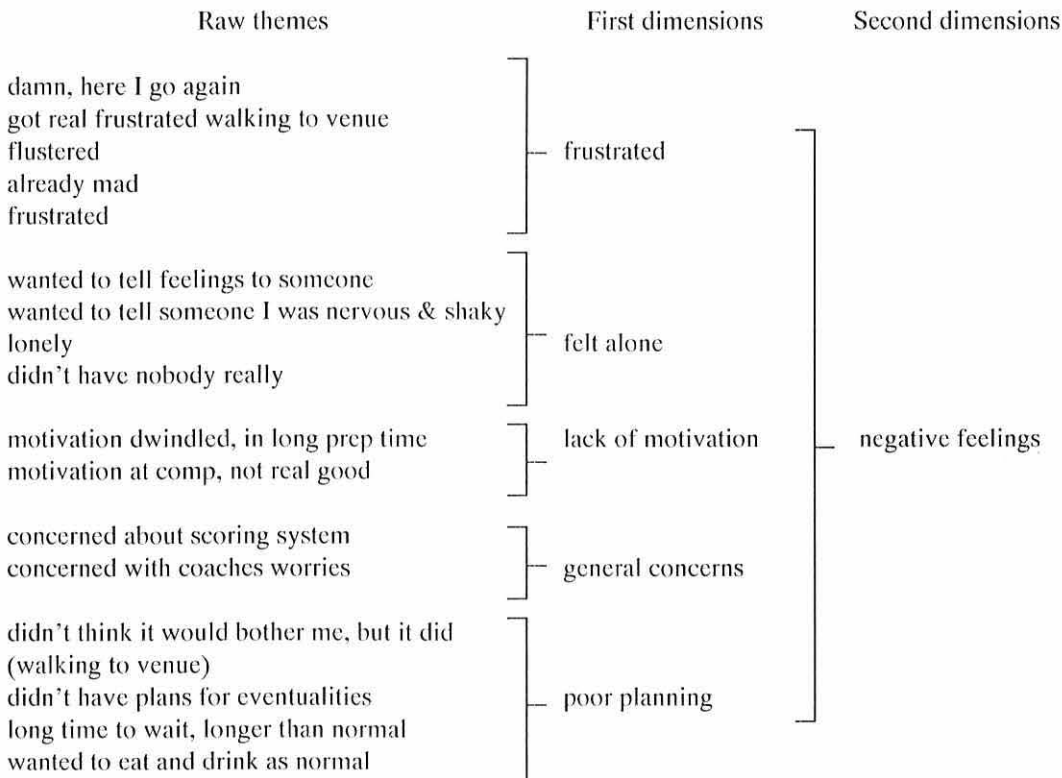 Raw themes First dimensions Second dimensions
damn, here I go again
got real frustrated walking to venue
flustered
already mad
frustrated
frustrated
wanted to tell feelings to someone
wanted to tell someone I was nervous & shaky
lonely
didn't have nobody really
felt alone
motivation dwindled, in long prep time
motivation at comp, not real good
lack of motivation
negative feelings
concerned about scoring system
concerned with coaches worries
general concerns
didn't think it would bother me, but it did
(walking to venue)
didn't have plans for eventualities
long time to wait, longer than normal
wanted to eat and drink as normal
poor planning